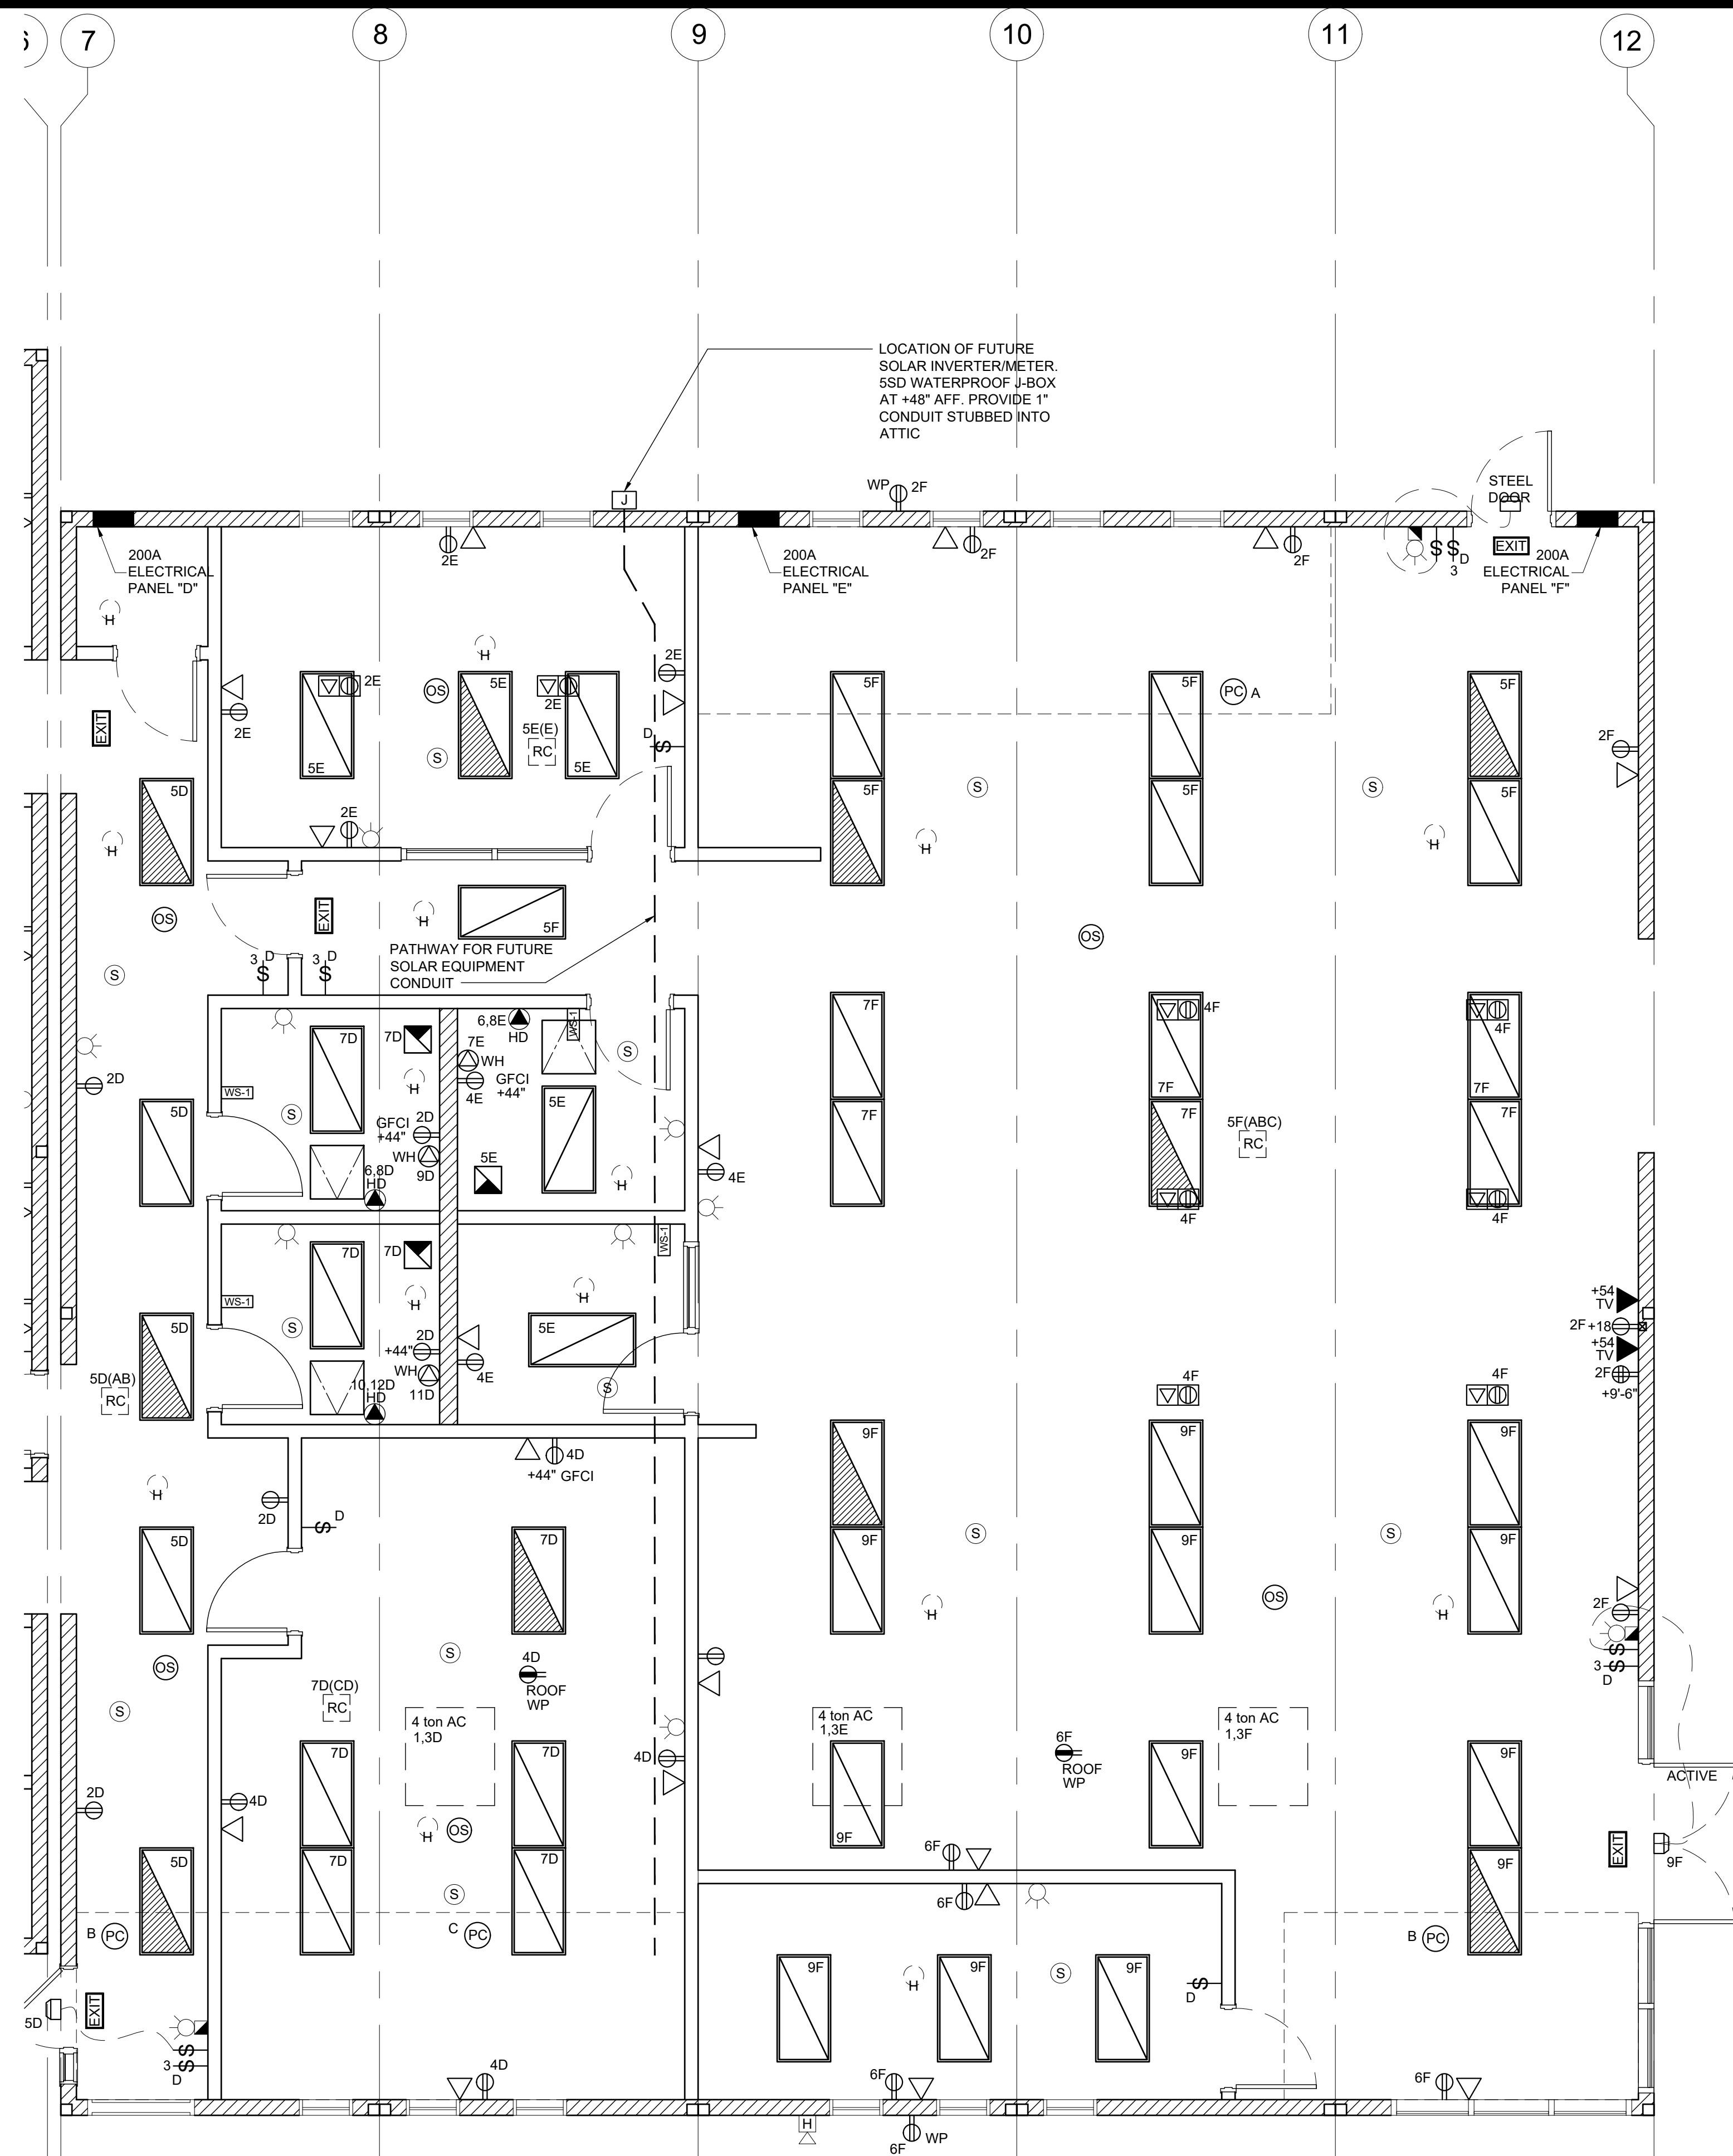 7
8
9
10
11
12
LOCATION OF FUTURE
SOLAR INVERTER/METER.
5SD WATERPROOF J-BOX
AT +48" AFF. PROVIDE 1"
CONDUIT STUBBED INTO
ATTIC
J
WP 2F
STEEL
DOOR
200A
ELECTRICAL
PANEL "D"
2E
200A
ELECTRICAL
PANEL "E"
2F
2F
S S D
3
EXIT
200A
ELECTRICAL
PANEL "F"
H
H
2E
EXIT
2E
5E
2E
OS
5E
2E
5E
5E(E)
RC
D S
S
5F
5F
PC A
5F
2F
5D
2E
5F
S
5F
S
5F
H
H
H
OS
EXIT
H
5F
OS
PATHWAY FOR FUTURE
SOLAR EQUIPMENT
CONDUIT
3 D
S
3 D
S
S
7D
7D
6,8E
HD
WS-1
7E
WH
GFCI
+44"
4E
S
7F
4F
7F
4F
7F
2D
WS-1
H
S
5E
5D
GFCI
+44"
2D
WH
9D
6,8D
HD
5E
H
4E
7F
7F
4F
5F(ABC)
RC
7F
4F
7D
7D
WS-1
WS-1
H
H
S
5E
5D
2D
+44"
WH
11D
10,12D
HD
4E
S
5D(AB)
RC
+54
TV
2F +18
+54
TV
2F
+9'-6"
4F
4F
4D
+44" GFCI
9F
9F
9F
H
2D
S D
5D
7D
9F
S
9F
S
9F
H
OS
H
2F
S
S
3 S
D
OS
S
4D
ROOF
WP
7D(CD)
RC
4 ton AC
1,3D
4 ton AC
1,3E
4 ton AC
1,3F
6F
ROOF
WP
7D
7D
4D
9F
9F
9F
ACTIVE
2D
4D
H
OS
6F
EXIT
9F
5D
7D
7D
S
6F
9F
B PC
C PC
B PC
9F
9F
9F
H
S
S
D
EXIT
5D
S
3 S
D
4D
6F
6F
H
6F
WP